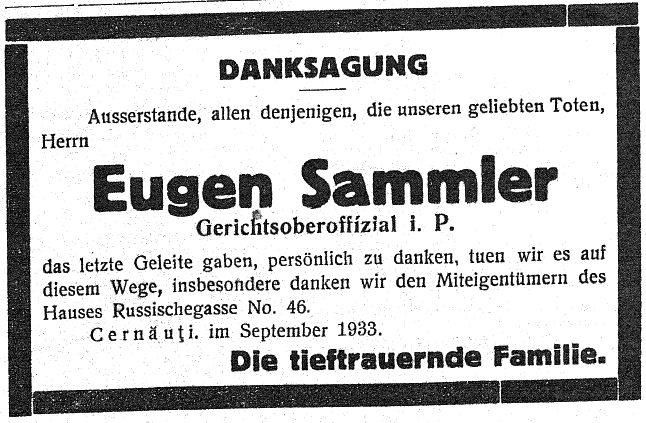 DANKSAGUNG
Ausserstande, allen denjenigen, die unseren geliebten Toten,
Herrn
Eugen Sammler
Gerichtsoberoffizial i. P.
das letzte Geleite gaben, persönlich zu danken, tuen wir es auf
diesem Wege, insbesondere danken wir den Miteigentümern des
Hauses Russischegasse No. 46.
Cernăuţi. im September 1933.
Die tieftrauernde Familie.